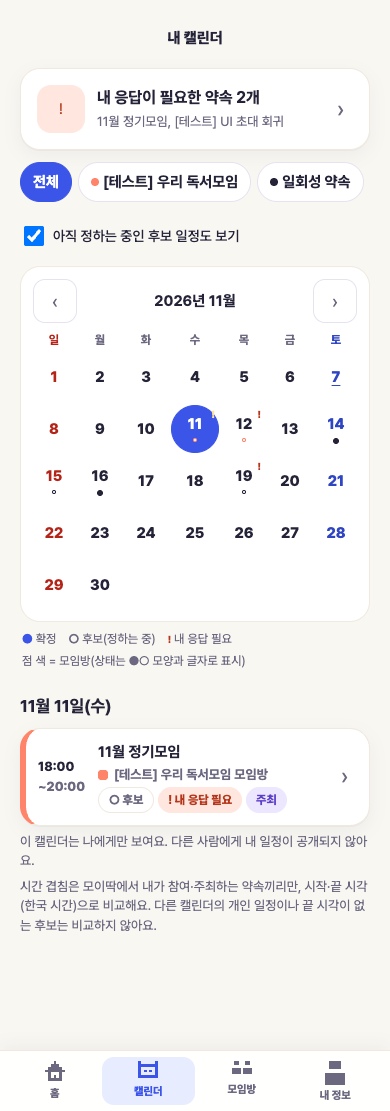 내 캘린더
!
내 응답이 필요한 약속 2개
11월 정기모임, [테스트] UI 초대 회귀
›
전체
[테스트] 우리 독서모임
일회성 약속
아직 정하는 중인 후보 일정도 보기
‹ 2026년 11월 ›
일 월 화 수 목 금 토
1 2 3 4 5 6 7
8 9 10 11 ! 12 ! 13 14
15 16 17 18 19 ! 20 21
22 23 24 25 26 27 28
29 30
● 확정 ○ 후보(정하는 중) ! 내 응답 필요
점 색 = 모임방(상태는 ●○ 모양과 글자로 표시)
11월 11일(수)
18:00
~20:00
11월 정기모임
[테스트] 우리 독서모임 모임방
○ 후보 ! 내 응답 필요 주최
›
이 캘린더는 나에게만 보여요. 다른 사람에게 내 일정이 공개되지 않아
요.
시간 겹침은 모이딱에서 내가 참여·주최하는 약속끼리만, 시작·끝 시각
(한국 시간)으로 비교해요. 다른 캘린더의 개인 일정이나 끝 시각이 없
는 후보는 비교하지 않아요.
홈 캘린더 모임방 내 정보